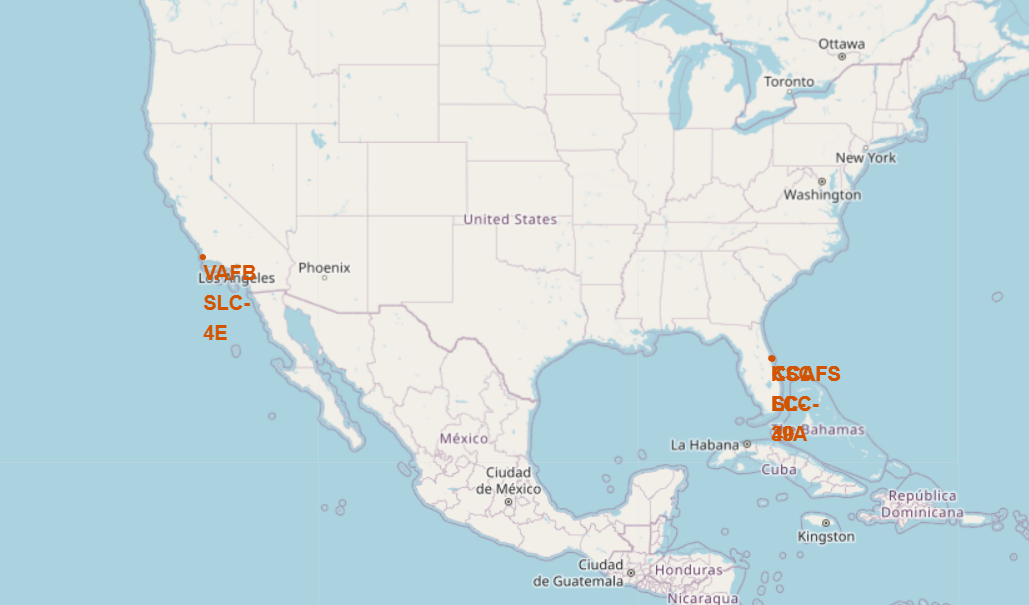 Ottawa
Toronto
New York
Washington
United States
VAFB
SLC-
4E
Los Angeles
Phoenix
Bahamas
La Habana
México
Cuba
Ciudad
de México
República
Dominicana
Kingston
Ciudad
de Guatemala
Honduras
Nicaragua